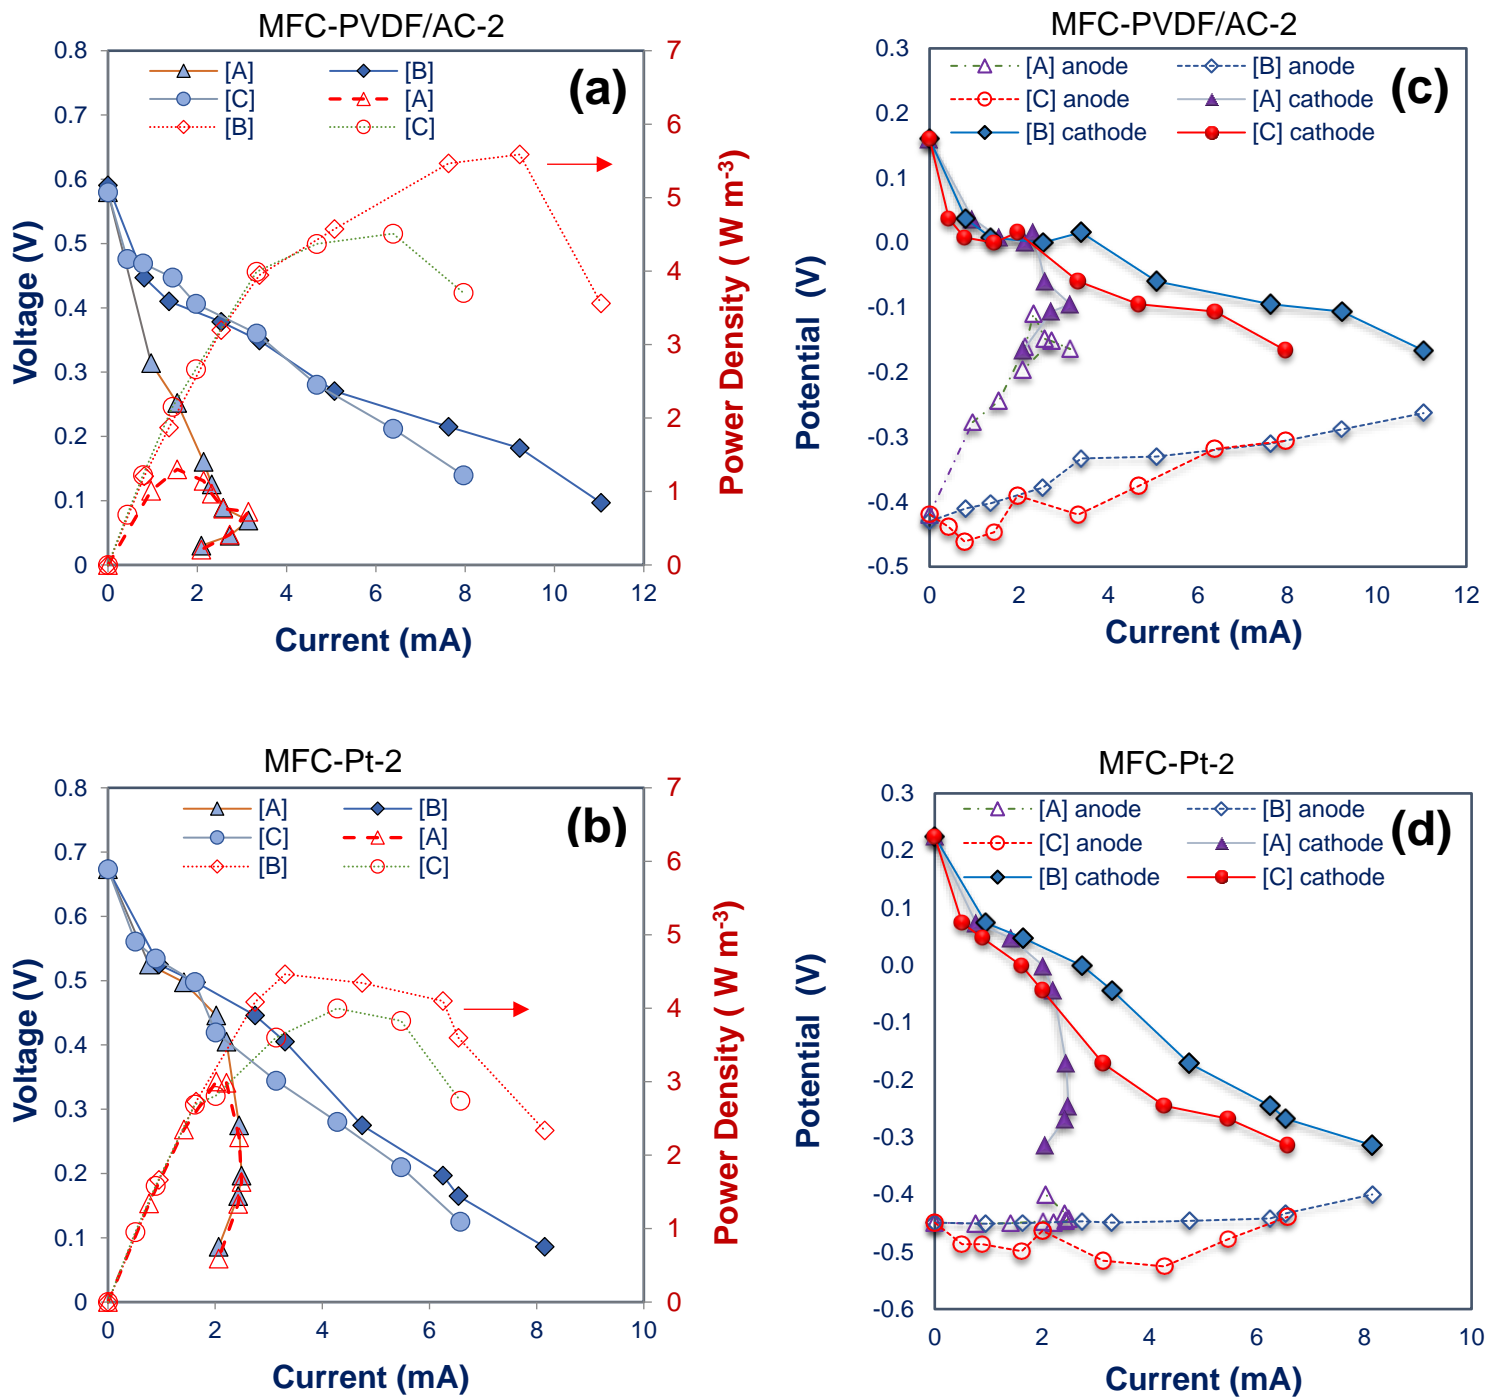 MFC-PVDF/AC-2
0.8
0.7
0.6
0.5
0.4
0.3
0.2
0.1
0
7
6
5
4
3
2
1
0
[A]
[B]
[C]
[A]
[B]
[C]
(a)
Voltage (V)
Power Density ( W m-3)
0 2 4 6 8 10 12
Current (mA)
MFC-PVDF/AC-2
0.3
0.2
0.1
0.0
-0.1
-0.2
-0.3
-0.4
-0.5
[A] anode
[B] anode
[C] anode
[A] cathode
[B] cathode
[C] cathode
(c)
Potential (V)
0 2 4 6 8 10 12
Current (mA)
MFC-Pt-2
0.8
0.7
0.6
0.5
0.4
0.3
0.2
0.1
0
7
6
5
4
3
2
1
0
[A]
[B]
[C]
[A]
[B]
[C]
(b)
Voltage (V)
Power Density ( W m-3)
0 2 4 6 8 10
Current (mA)
MFC-Pt-2
0.3
0.2
0.1
0.0
-0.1
-0.2
-0.3
-0.4
-0.5
-0.6
[A] anode
[B] anode
[C] anode
[A] cathode
[B] cathode
[C] cathode
(d)
Potential (V)
0 2 4 6 8 10
Current (mA)